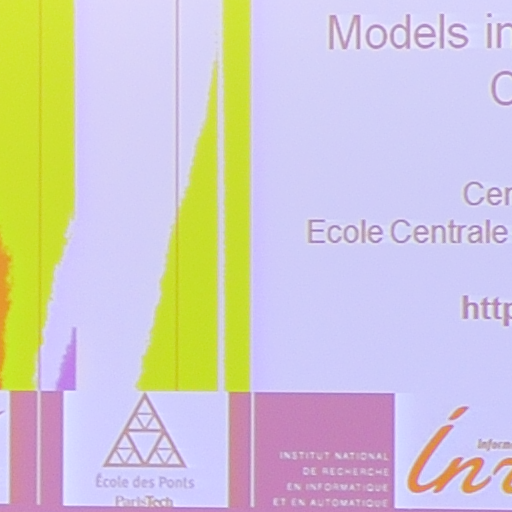 Models in
C
Cer
Ecole Centrale
http
École des Ponts
ParisTech
INSTITUT NATIONAL
DE RECHERCHE
EN INFORMATIQUE
ET EN AUTOMATIQUE
Inform